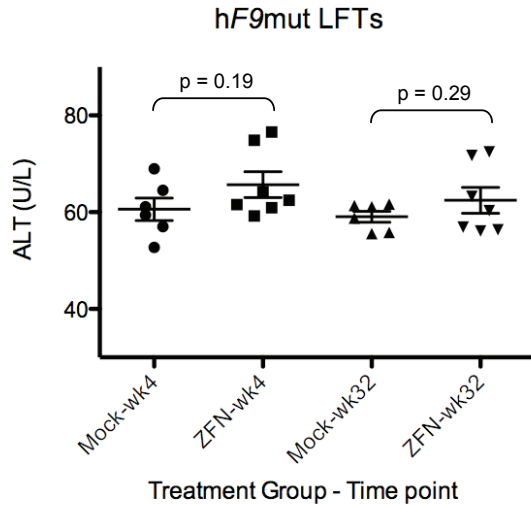 hF9mut LFTs
p = 0.19
p = 0.29
80
60
40
ALT (U/L)
Mock-wk4
ZFN-wk4
Mock-wk32
ZFN-wk32
Treatment Group - Time point